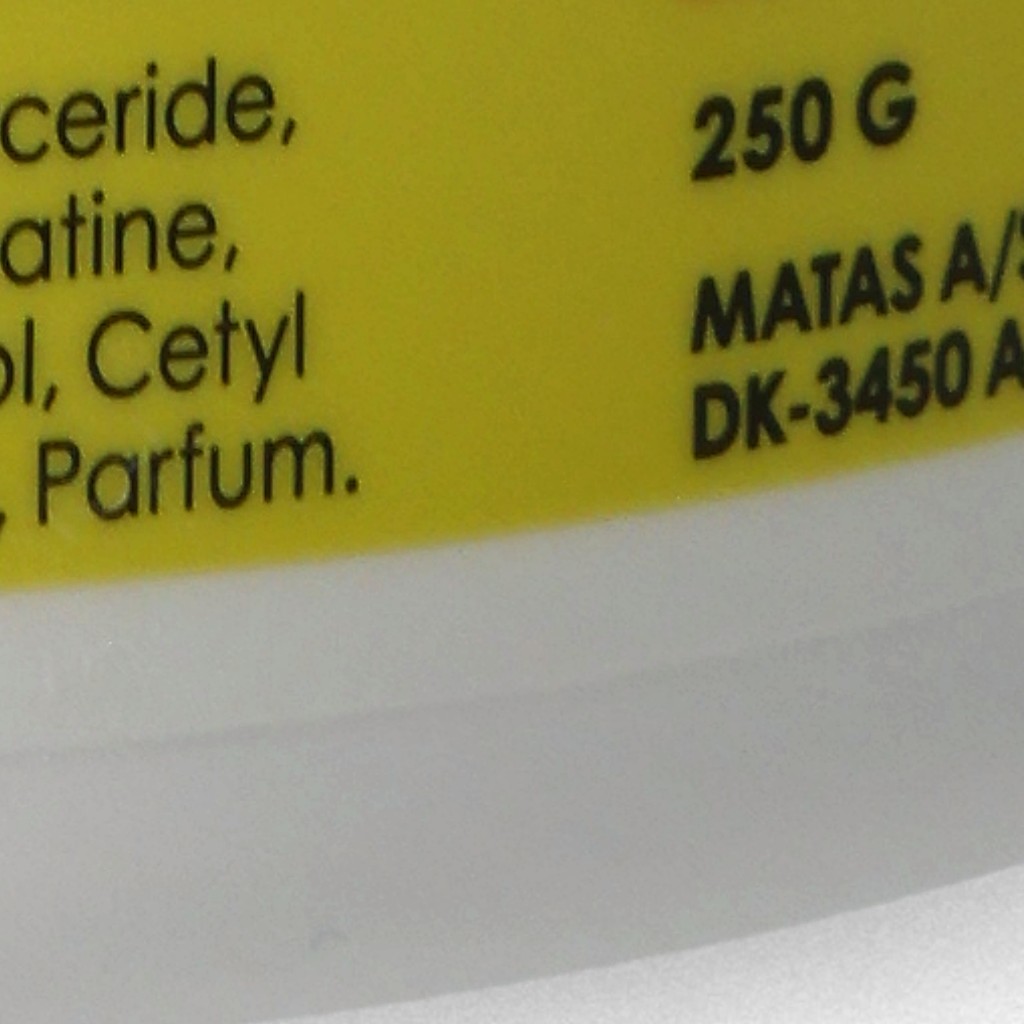 ceride,
atine,
ol, Cetyl
, Parfum.
250 G
MATAS A/S
DK-3450 A